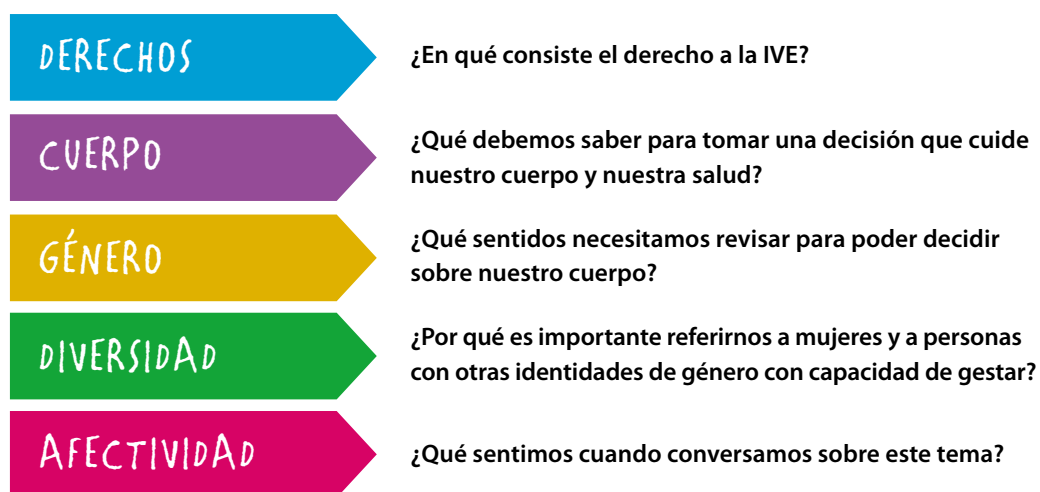 DERECHOS
¿En qué consiste el derecho a la IVE?
CUERPO
¿Qué debemos saber para tomar una decisión que cuide
nuestro cuerpo y nuestra salud?
GÉNERO
¿Qué sentidos necesitamos revisar para poder decidir
sobre nuestro cuerpo?
DIVERSIDAD
¿Por qué es importante referirnos a mujeres y a personas
con otras identidades de género con capacidad de gestar?
AFECTIVIDAD
¿Qué sentimos cuando conversamos sobre este tema?